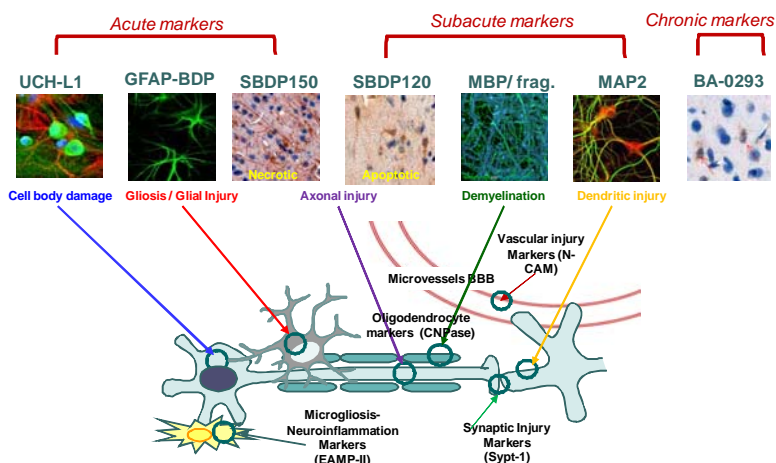 Acute markers
Subacute markers
Chronic markers
UCH-L1
GFAP-BDP
SBDP150
SBDP120
MBP/ frag.
MAP2
BA-0293
Necrotic
Apoptotic
Cell body damage
Gliosis / Glial Injury
Axonal injury
Demyelination
Dendritic injury
Vascular injury
Markers (N-
CAM)
Microvessels BBB
Oligodendrocyte
markers (CNPase)
Microgliosis-
Neuroinflammation
Markers
(EAMP-II)
Synaptic Injury
Markers
(Sypt-1)